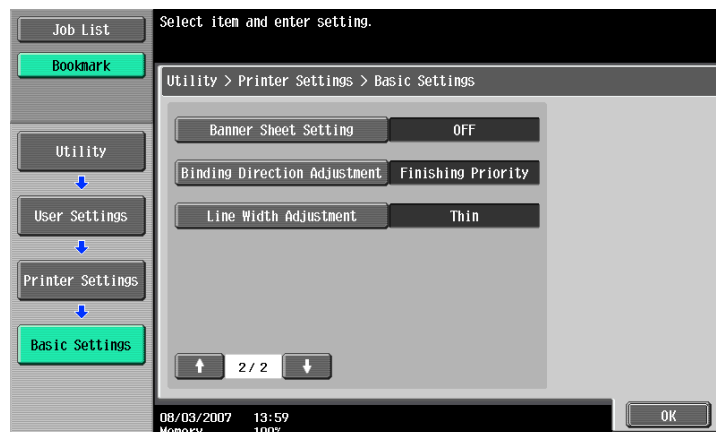 Job List
Bookmark
Select item and enter setting.
Utility > Printer Settings > Basic Settings
Utility
User Settings
Printer Settings
Basic Settings
Banner Sheet Setting OFF
Binding Direction Adjustment Finishing Priority
Line Width Adjustment Thin
2/ 2
08/03/2007 13:59
Memory 100%
OK